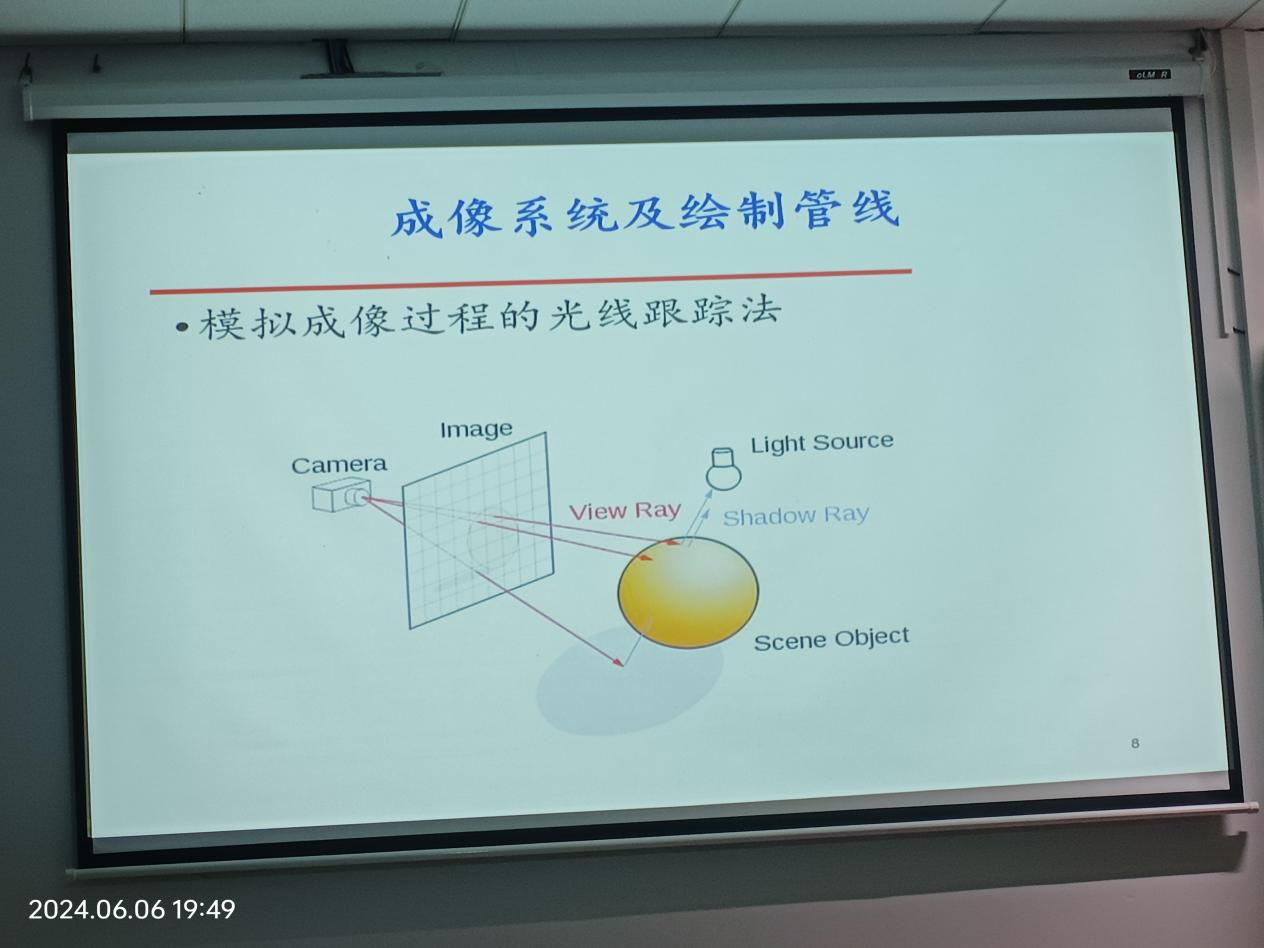 成像系统及绘制管线
•模拟成像过程的光线跟踪法
Image
Camera
Light Source
View Ray
Shadow Ray
Scene Object
8
2024.06.06 19:49